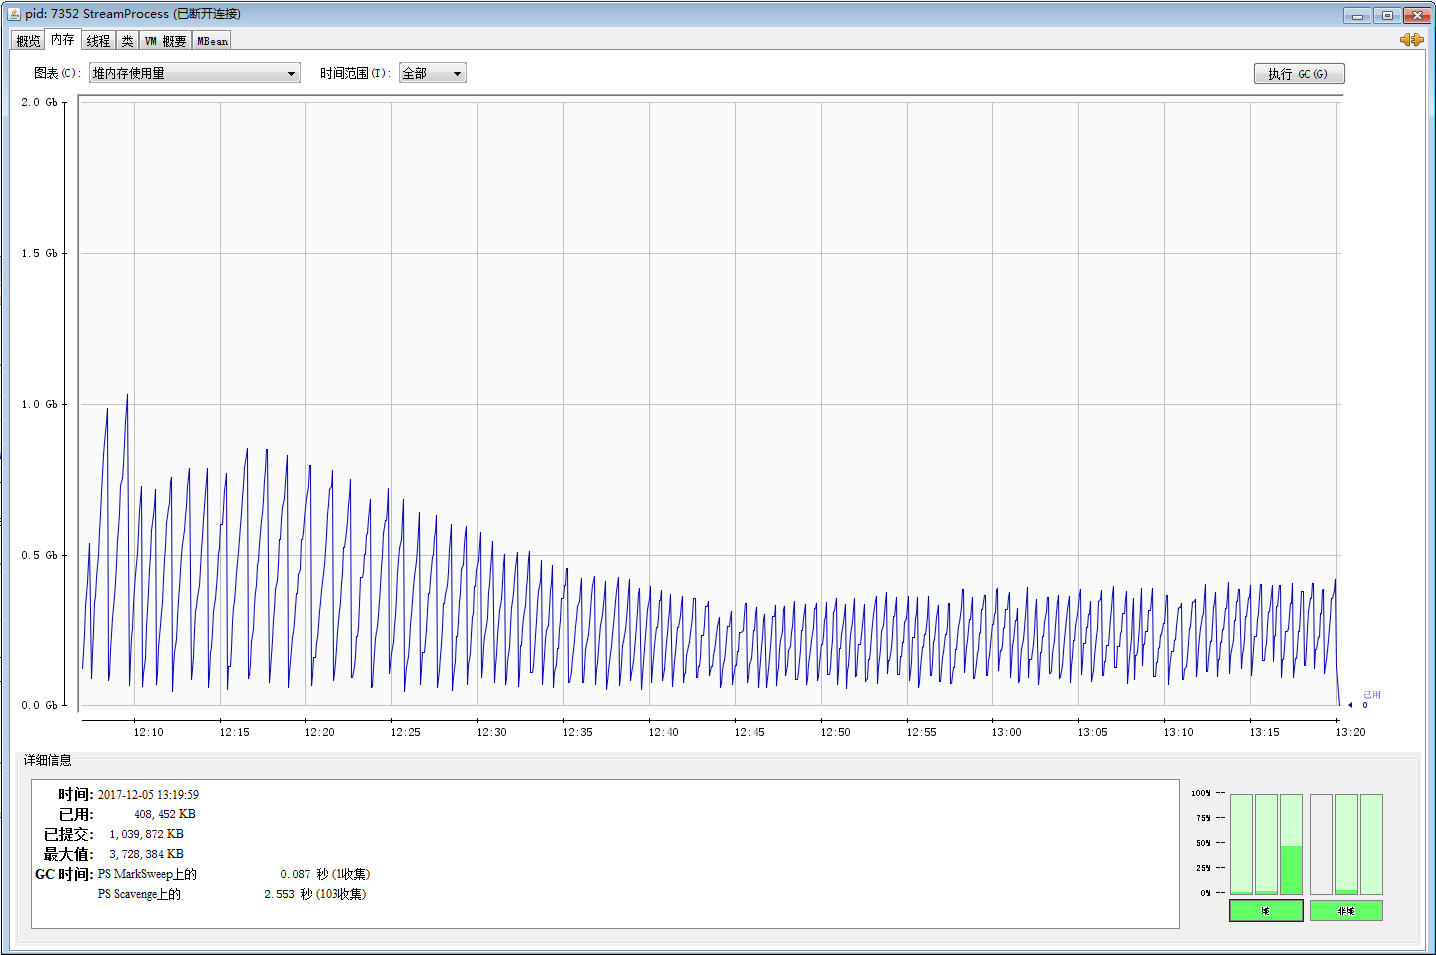 pid: 7352 StreamProcess (已断开连接)
概览 内存 线程 类 VM 概要 MBean
图表(C): 堆内存使用量 时间范围(T): 全部 执行 GC(G)
2.0 Gb
1.5 Gb
1.0 Gb
0.5 Gb
0.0 Gb
已用
0
12:10 12:15 12:20 12:25 12:30 12:35 12:40 12:45 12:50 12:55 13:00 13:05 13:10 13:15 13:20
详细信息
时间: 2017-12-05 13:19:59
已用: 408,452 KB
已提交: 1,039,872 KB
最大值: 3,728,384 KB
GC 时间: PS MarkSweep上的 0.087 秒 (1收集)
PS Scavenge上的 2.553 秒 (103收集)
100% --
75% --
50% --
25% --
0% --
堆 非堆